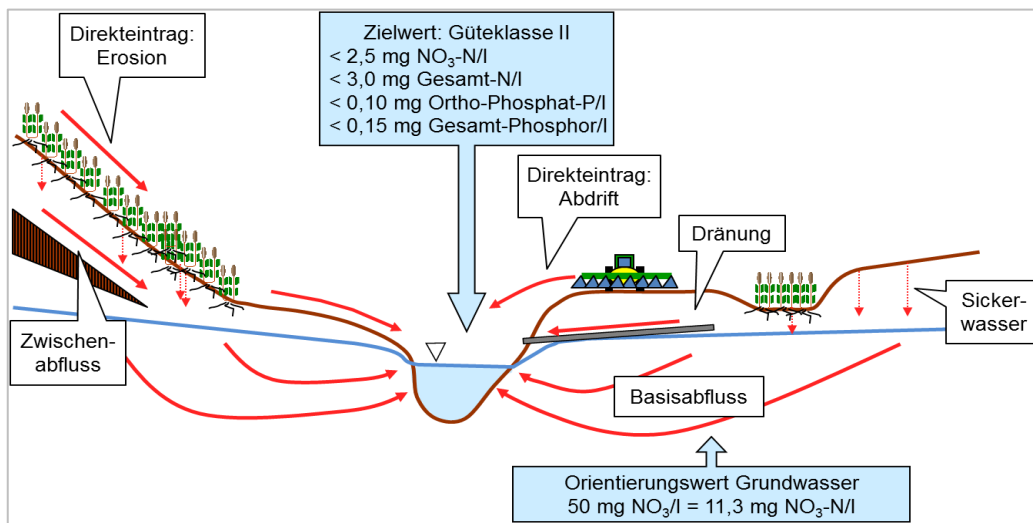 Direkteintrag:
Erosion
Zielwert: Güteklasse II
< 2,5 mg NO₃-N/l
< 3,0 mg Gesamt-N/l
< 0,10 mg Ortho-Phosphat-P/l
< 0,15 mg Gesamt-Phosphor/l
Direkteintrag:
Abdrift
Dränung
Sicker-
wasser
Zwischen-
abfluss
Basisabfluss
Orientierungswert Grundwasser
50 mg NO₃/l = 11,3 mg NO₃-N/l